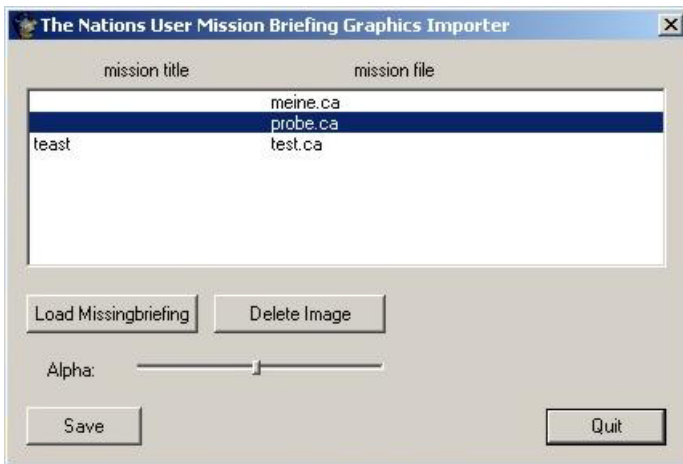 The Nations User Mission Briefing Graphics Importer
mission title mission file
meine.ca
probe.ca
teast test.ca
Load Missingbriefing Delete Image
Alpha:
Save Quit